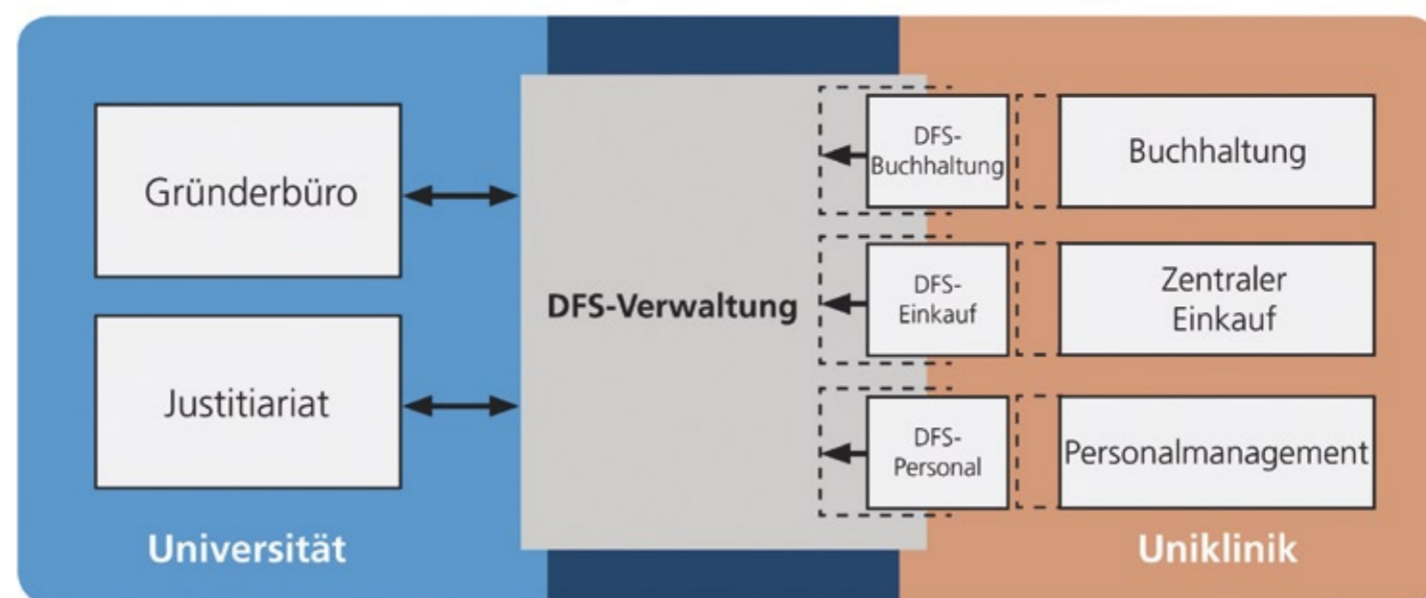 Gründerbüro
Justitiariat
Universität
DFS-Verwaltung
DFS-
Buchhaltung
DFS-
Einkauf
DFS-
Personal
Buchhaltung
Zentraler
Einkauf
Personalmanagement
Uniklinik